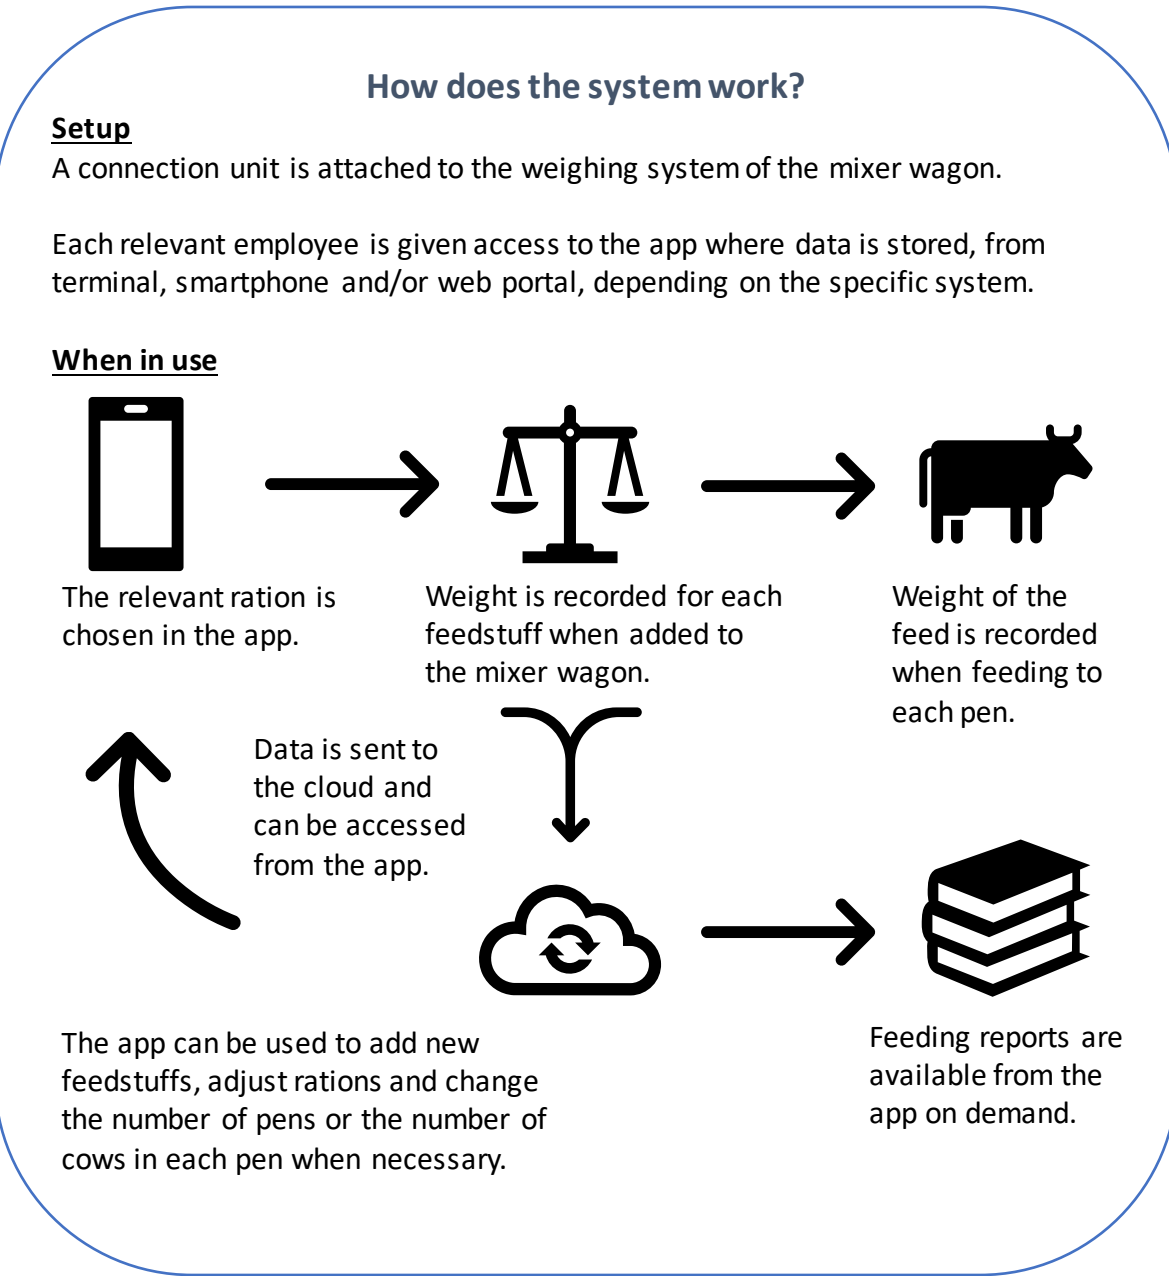 How does the system work?
Setup
A connection unit is attached to the weighing system of the mixer wagon.
Each relevant employee is given access to the app where data is stored, from
terminal, smartphone and/or web portal, depending on the specific system.
When in use
The relevant ration is
chosen in the app.
Weight is recorded for each
feedstuff when added to
the mixer wagon.
Weight of the
feed is recorded
when feeding to
each pen.
Data is sent to
the cloud and
can be accessed
from the app.
The app can be used to add new
feedstuffs, adjust rations and change
the number of pens or the number of
cows in each pen when necessary.
Feeding reports are
available from the
app on demand.